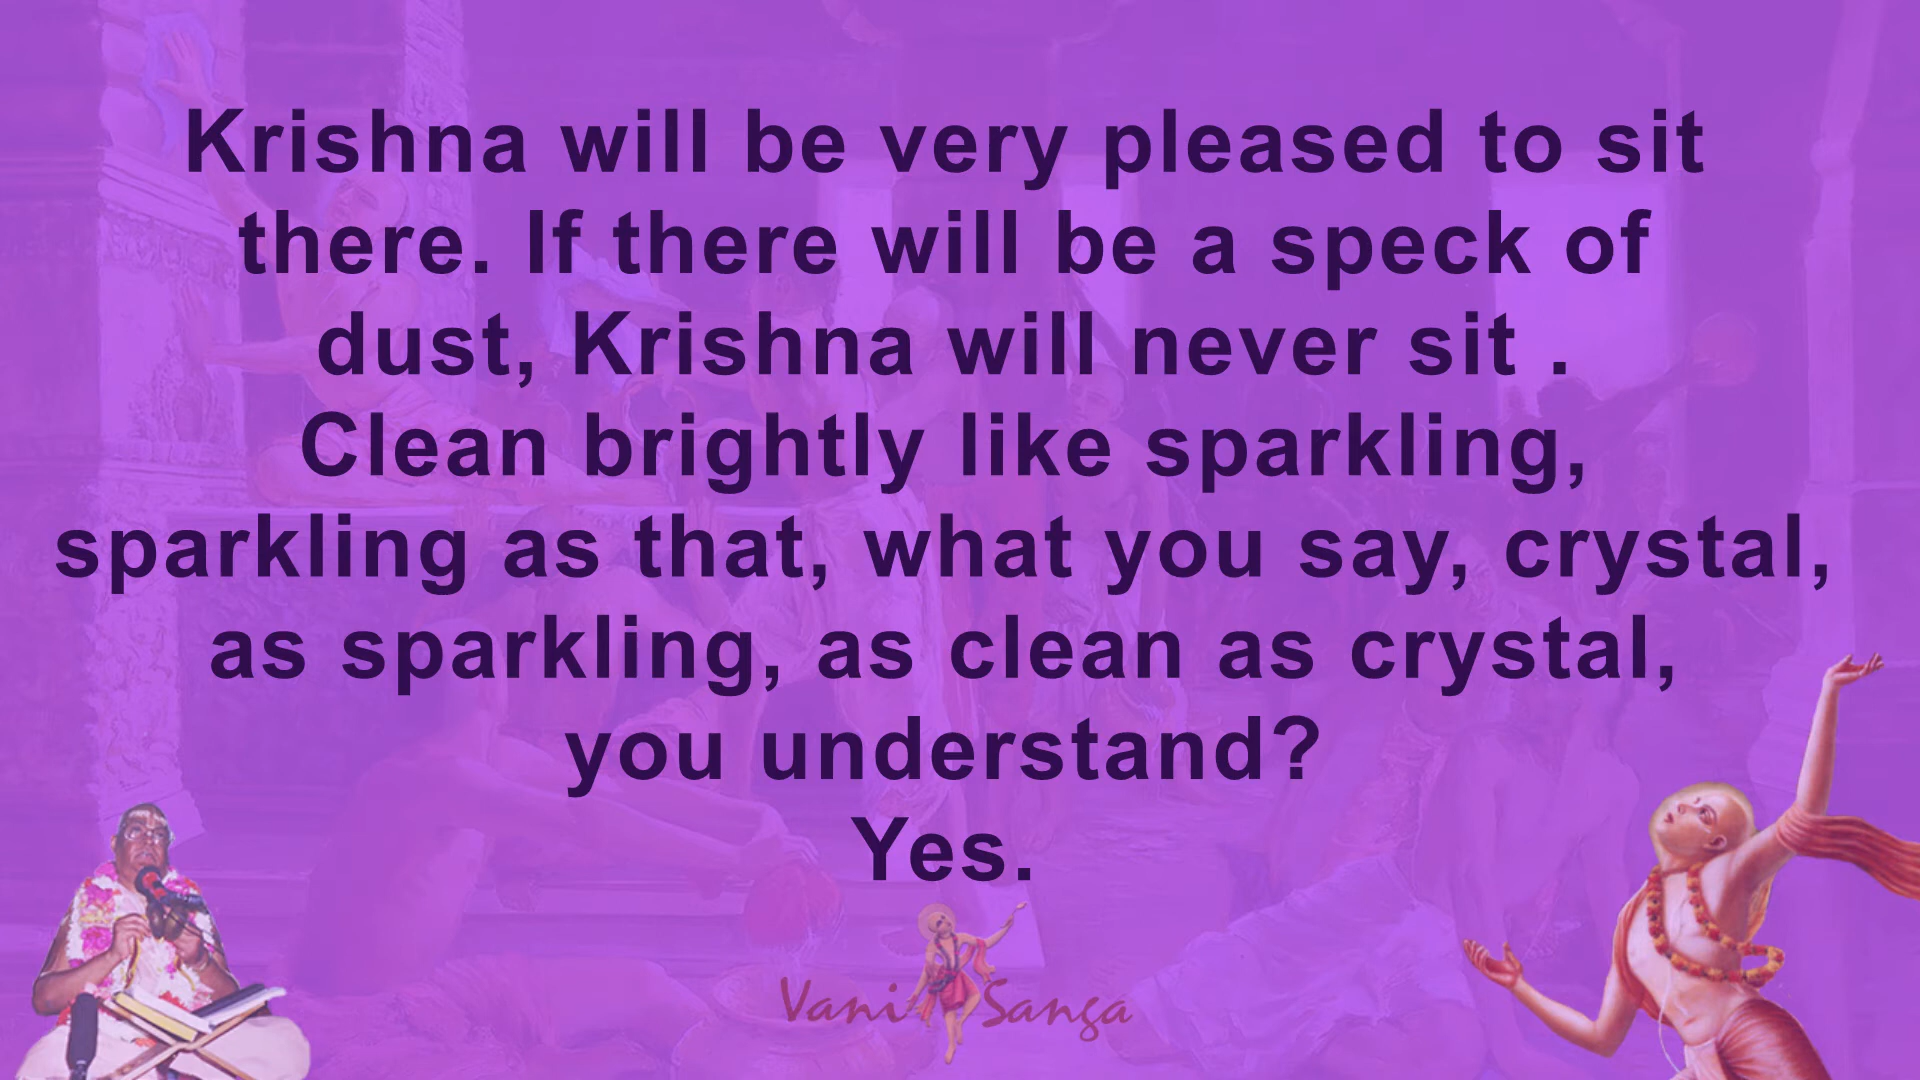 Krishna will be very pleased to sit
there. If there will be a speck of
dust, Krishna will never sit .
Clean brightly like sparkling,
sparkling as that, what you say, crystal,
as sparkling, as clean as crystal,
you understand?
Yes.
Vani Sanga